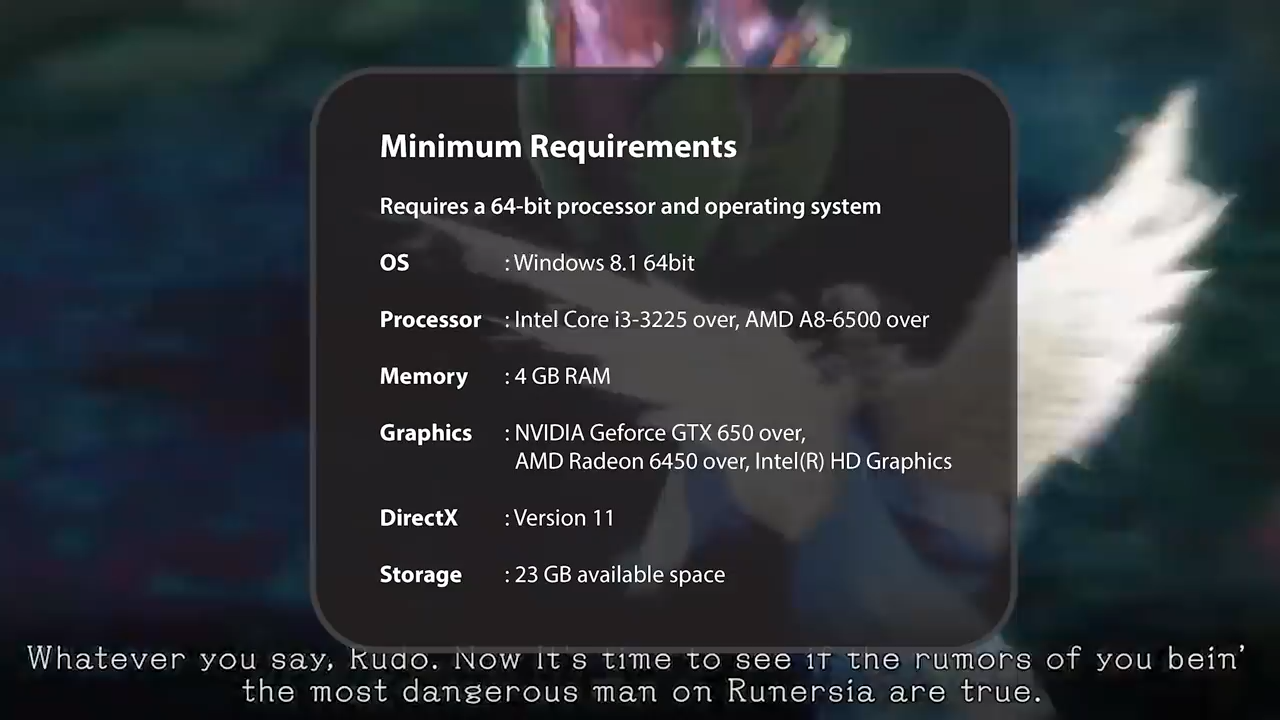 Minimum Requirements
Requires a 64-bit processor and operating system
OS : Windows 8.1 64bit
Processor : Intel Core i3-3225 over, AMD A8-6500 over
Memory : 4 GB RAM
Graphics : NVIDIA Geforce GTX 650 over,
AMD Radeon 6450 over, Intel(R) HD Graphics
DirectX : Version 11
Storage : 23 GB available space
Whatever you say, Rudo. Now it's time to see if the rumors of you bein'
the most dangerous man on Runersia are true.